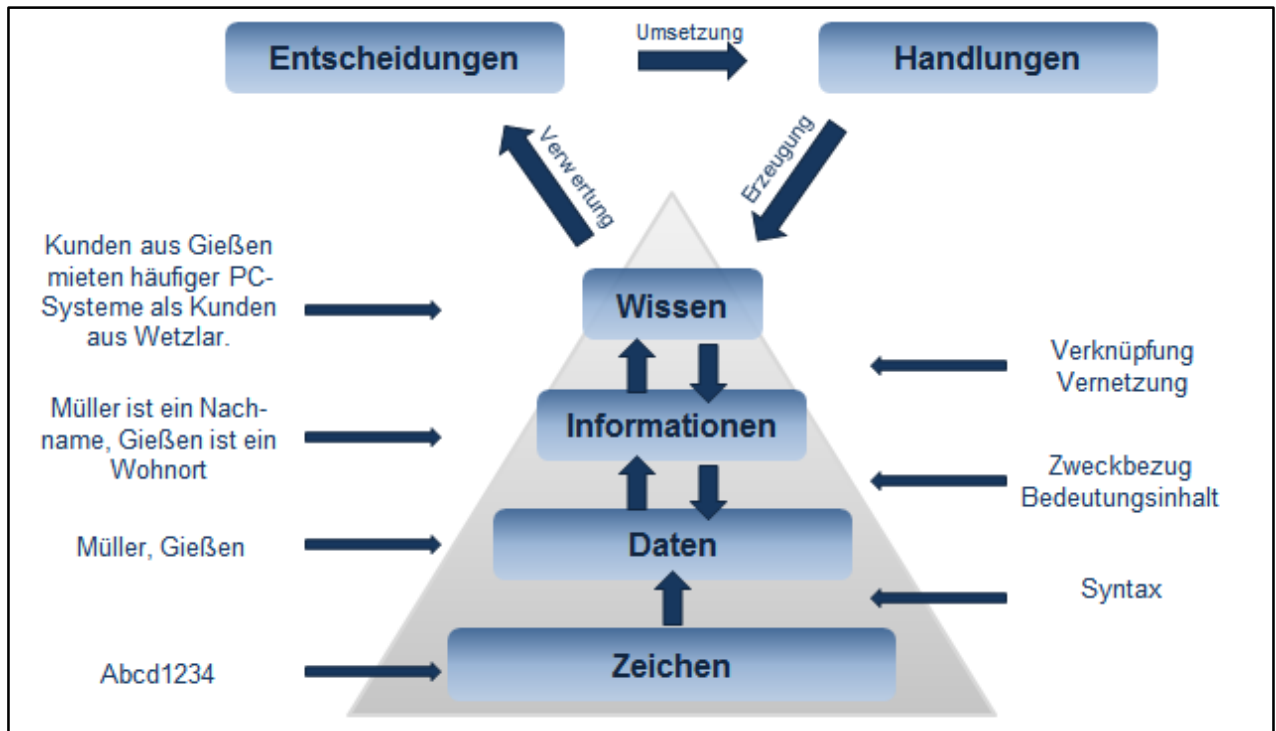 Umsetzung
Entscheidungen
Handlungen
Verwertung
Erzeugung
Kunden aus Gießen
mieten häufiger PC-
Systeme als Kunden
aus Wetzlar.
Wissen
Verknüpfung
Vernetzung
Müller ist ein Nach-
name, Gießen ist ein
Wohnort
Informationen
Zweckbezug
Bedeutungsinhalt
Müller, Gießen
Daten
Syntax
Abcd1234
Zeichen